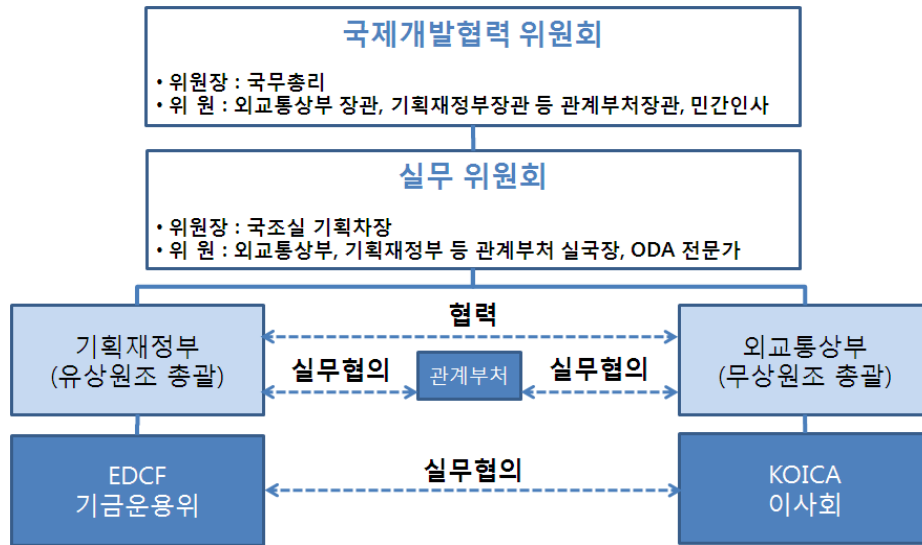 국제개발협력 위원회
• 위원장 : 국무총리
• 위 원 : 외교통상부 장관, 기획재정부장관 등 관계부처장관, 민간인사
실무 위원회
• 위원장 : 국조실 기획차장
• 위 원 : 외교통상부, 기획재정부 등 관계부처 실국장, ODA 전문가
기획재정부
(유상원조 총괄)
협력
실무협의
관계부처
실무협의
외교통상부
(무상원조 총괄)
EDCF
기금운용위
실무협의
KOICA
이사회